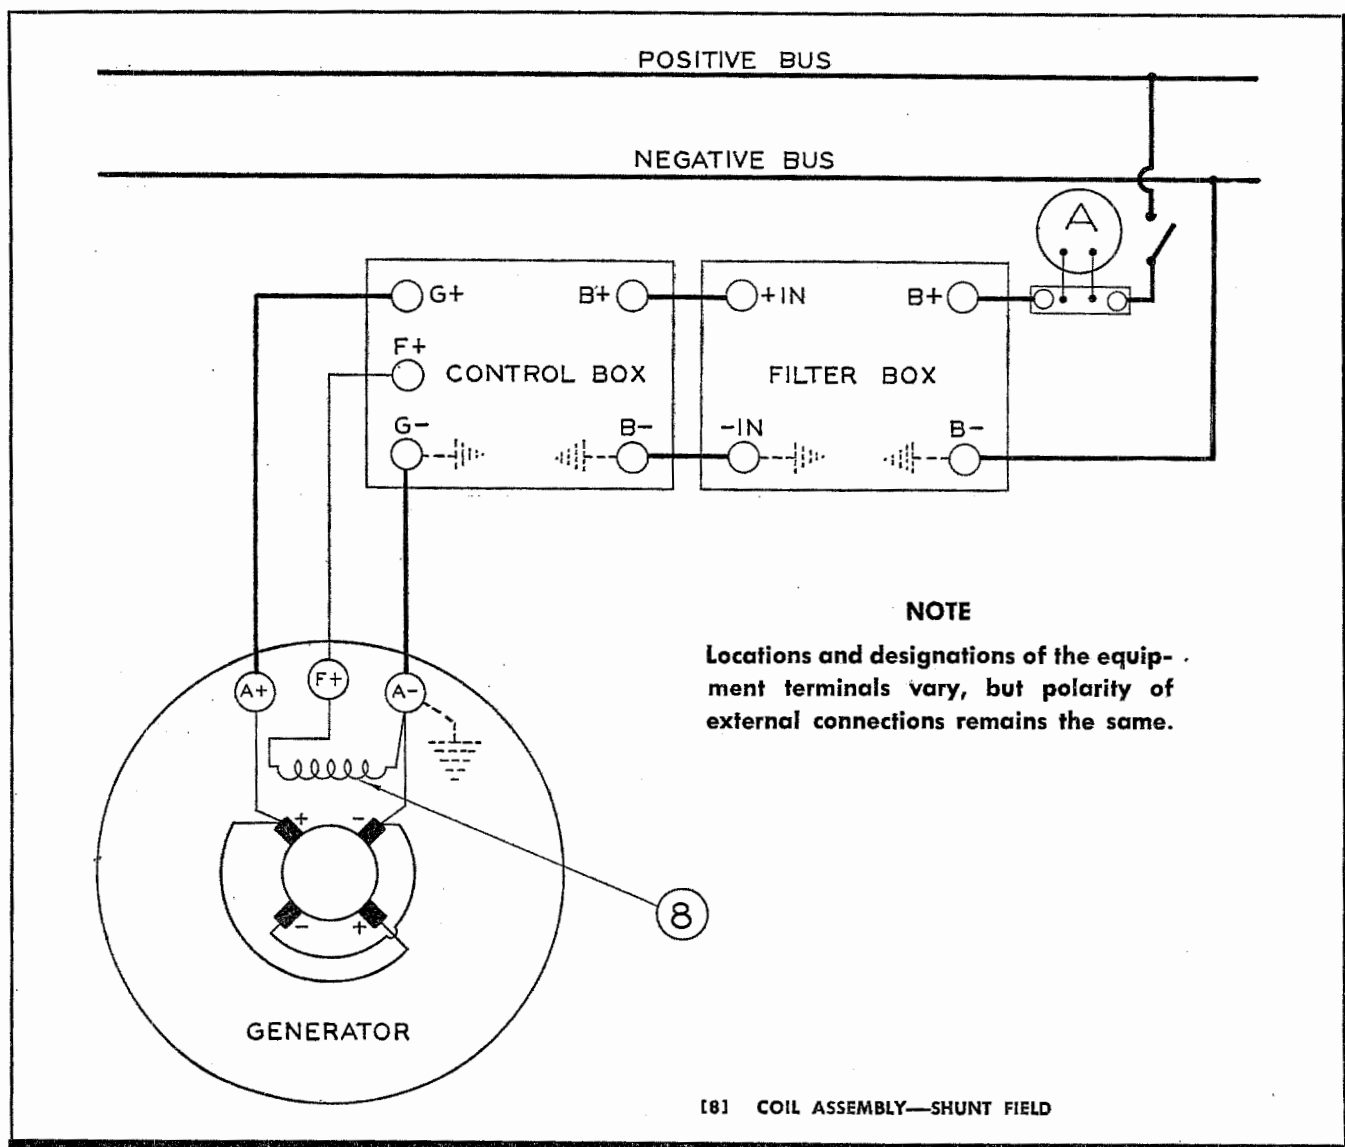 POSITIVE BUS
NEGATIVE BUS
A
G+ B+ +IN B+
F+
CONTROL BOX FILTER BOX
G- B- -IN B-
NOTE
Locations and designations of the equip-
ment terminals vary, but polarity of
external connections remains the same.
A+ F+ A-
+ -
8
- +
GENERATOR
[8] COIL ASSEMBLY—SHUNT FIELD